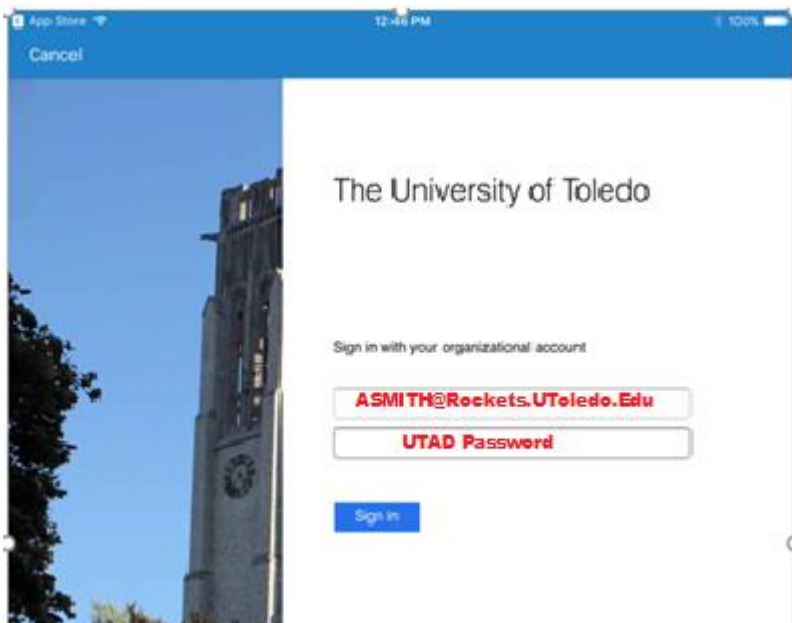 App Store 12:46 PM 100%
Cancel
The University of Toledo
Sign in with your organizational account
ASMITH@Rockets.UToledo.Edu
UTAD Password
Sign in